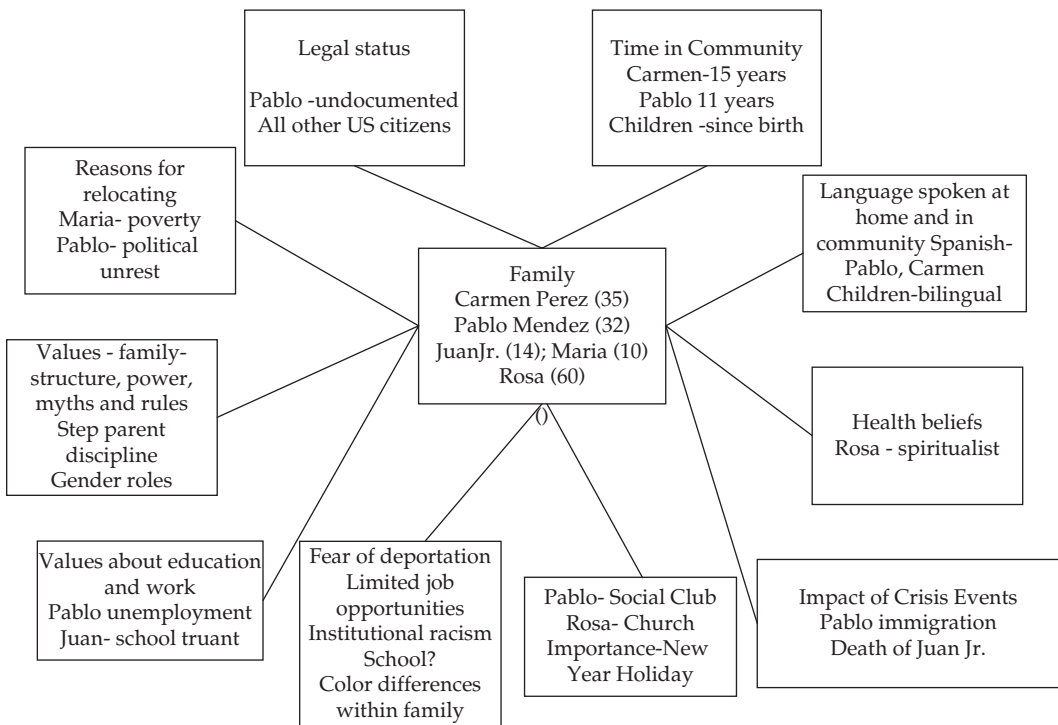 Legal status
Pablo -undocumented
All other US citizens
Time in Community
Carmen-15 years
Pablo 11 years
Children -since birth
Reasons for
relocating
Maria- poverty
Pablo- political
unrest
Language spoken at
home and in
community Spanish-
Pablo, Carmen
Children-bilingual
Family
Carmen Perez (35)
Pablo Mendez (32)
JuanJr. (14); Maria (10)
Rosa (60)
()
Values - family-
structure, power,
myths and rules
Step parent
discipline
Gender roles
Health beliefs
Rosa - spiritualist
Values about education
and work
Pablo unemployment
Juan- school truant
Fear of deportation
Limited job
opportunities
Institutional racism
School?
Color differences
within family
Pablo- Social Club
Rosa- Church
Importance-New
Year Holiday
Impact of Crisis Events
Pablo immigration
Death of Juan Jr.